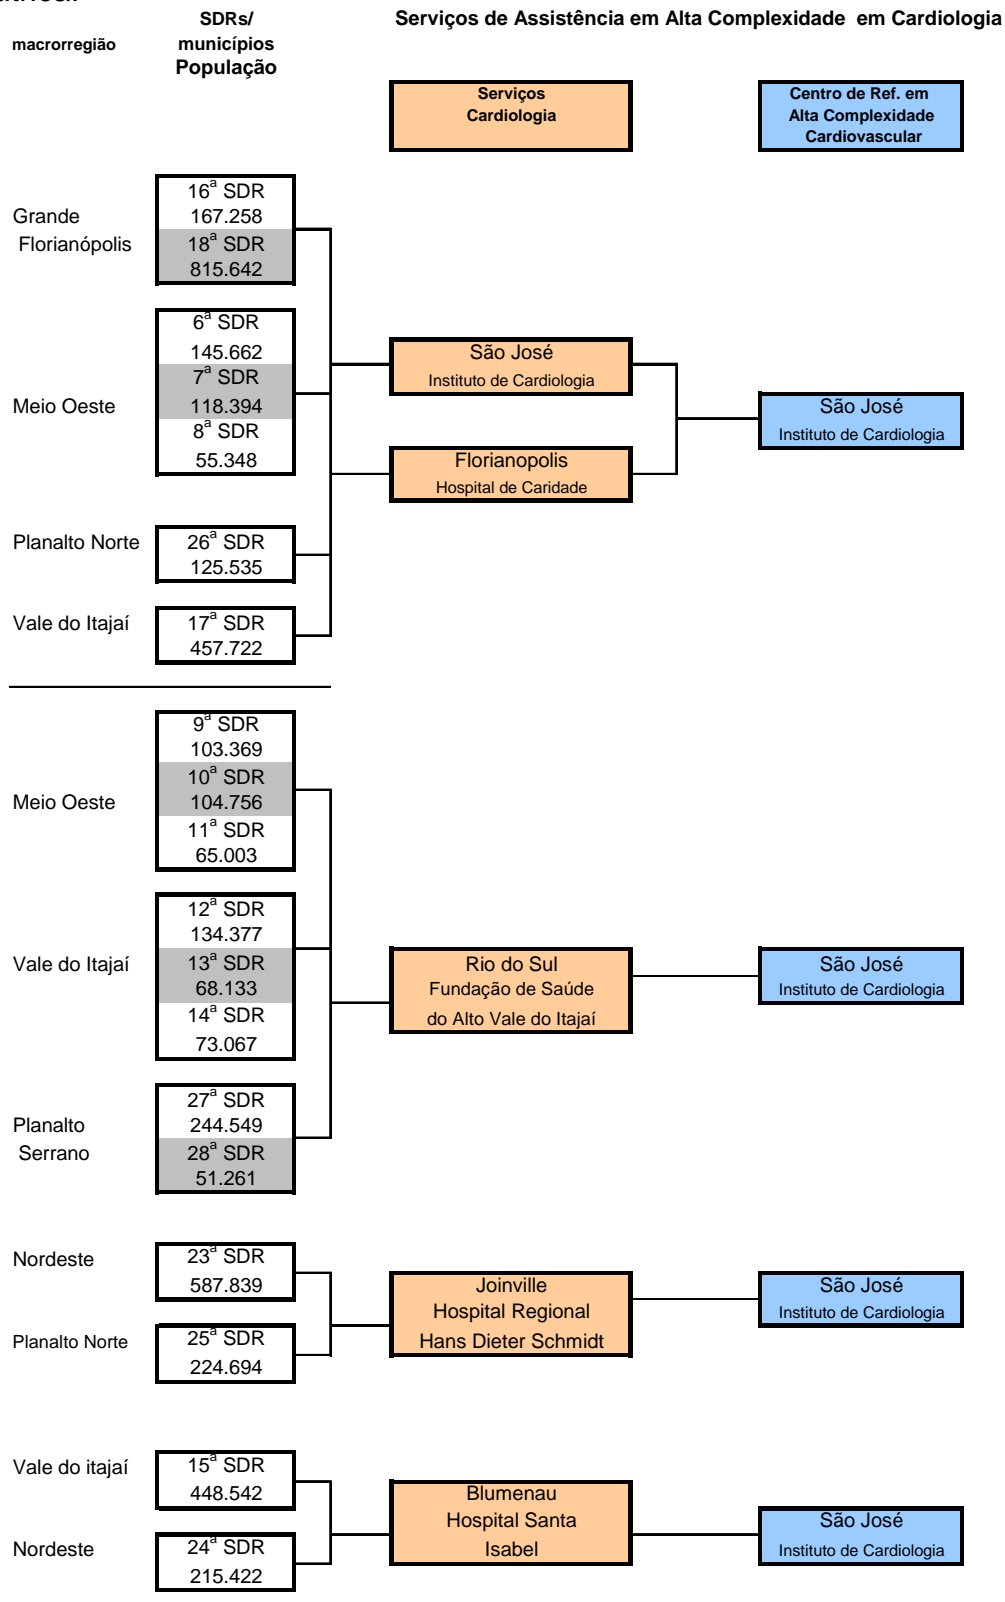 SDRs/
Serviços de Assistência em Alta Complexidade em Cardiologia
macrorregião
municípios
População
Serviços
Cardiologia
Centro de Ref. em
Alta Complexidade
Cardiovascular
16ª SDR
Grande
167.258
Florianópolis
18ª SDR
815.642
6ª SDR
145.662
7ª SDR
Meio Oeste
118.394
8ª SDR
55.348
São José
Instituto de Cardiologia
Florianopolis
Hospital de Caridade
São José
Instituto de Cardiologia
Planalto Norte
26ª SDR
125.535
Vale do Itajaí
17ª SDR
457.722
9ª SDR
103.369
10ª SDR
Meio Oeste
104.756
11ª SDR
65.003
12ª SDR
134.377
Vale do Itajaí
13ª SDR
68.133
14ª SDR
73.067
Rio do Sul
Fundação de Saúde
do Alto Vale do Itajaí
São José
Instituto de Cardiologia
27ª SDR
Planalto
244.549
Serrano
28ª SDR
51.261
Nordeste
23ª SDR
587.839
Planalto Norte
25ª SDR
224.694
Joinville
Hospital Regional
Hans Dieter Schmidt
São José
Instituto de Cardiologia
Vale do itajaí
15ª SDR
448.542
Nordeste
24ª SDR
215.422
Blumenau
Hospital Santa
Isabel
São José
Instituto de Cardiologia